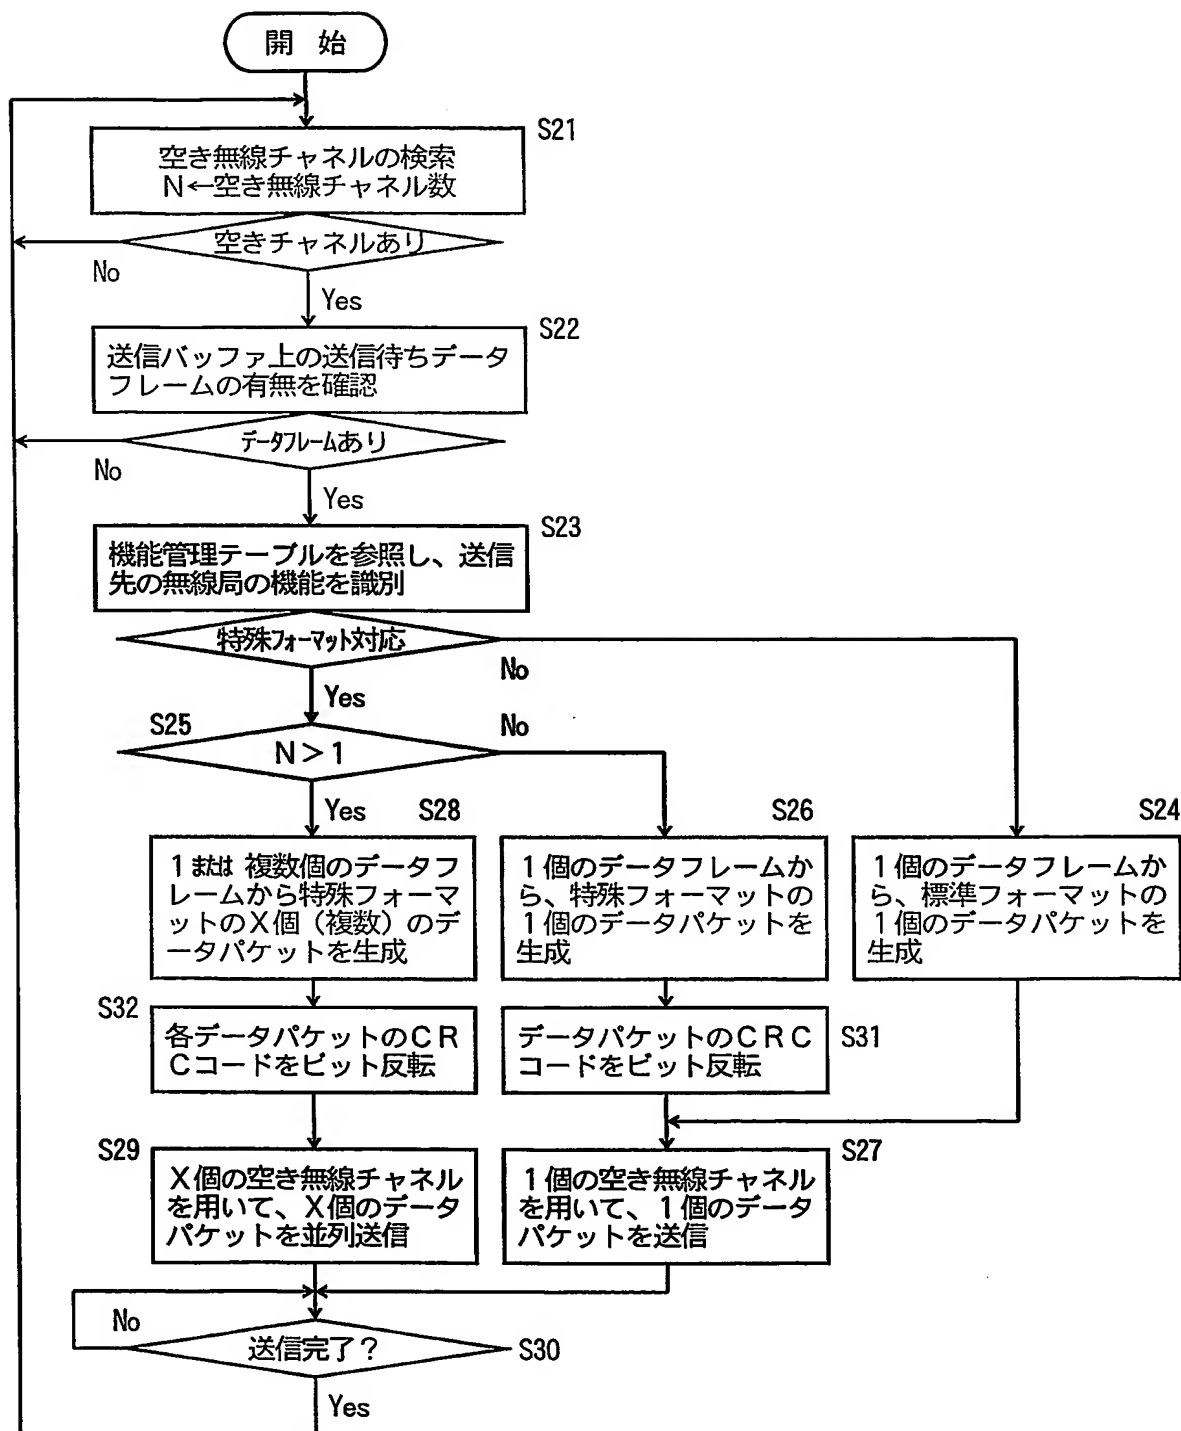 開 始
S21
空き無線チャネルの検索
N←空き無線チャネル数
空きチャネルあり
No
Yes
S22
送信バッファ上の送信待ちデータ
フレームの有無を確認
データフレームあり
No
Yes
S23
機能管理テーブルを参照し、送信
先の無線局の機能を識別
特殊フォーマット対応
No
Yes
S25
No
N>1
Yes
S28
S26
S24
1または 複数個のデータフ
レームから特殊フォーマ
ットのX個(複数)のデ
ータパケットを生成
1個のデータフレームか
ら、特殊フォーマットの
1個のデータパケットを
生成
1個のデータフレームか
ら、標準フォーマットの
1個のデータパケットを
生成
S32
各データパケットのCR
Cコードをビット反転
データパケットのCRC
コードをビット反転
S31
S29
X個の空き無線チャネル
を用いて、X個のデータ
パケットを並列送信
S27
1個の空き無線チャネル
を用いて、1個のデータ
パケットを送信
No
送信完了?
S30
Yes